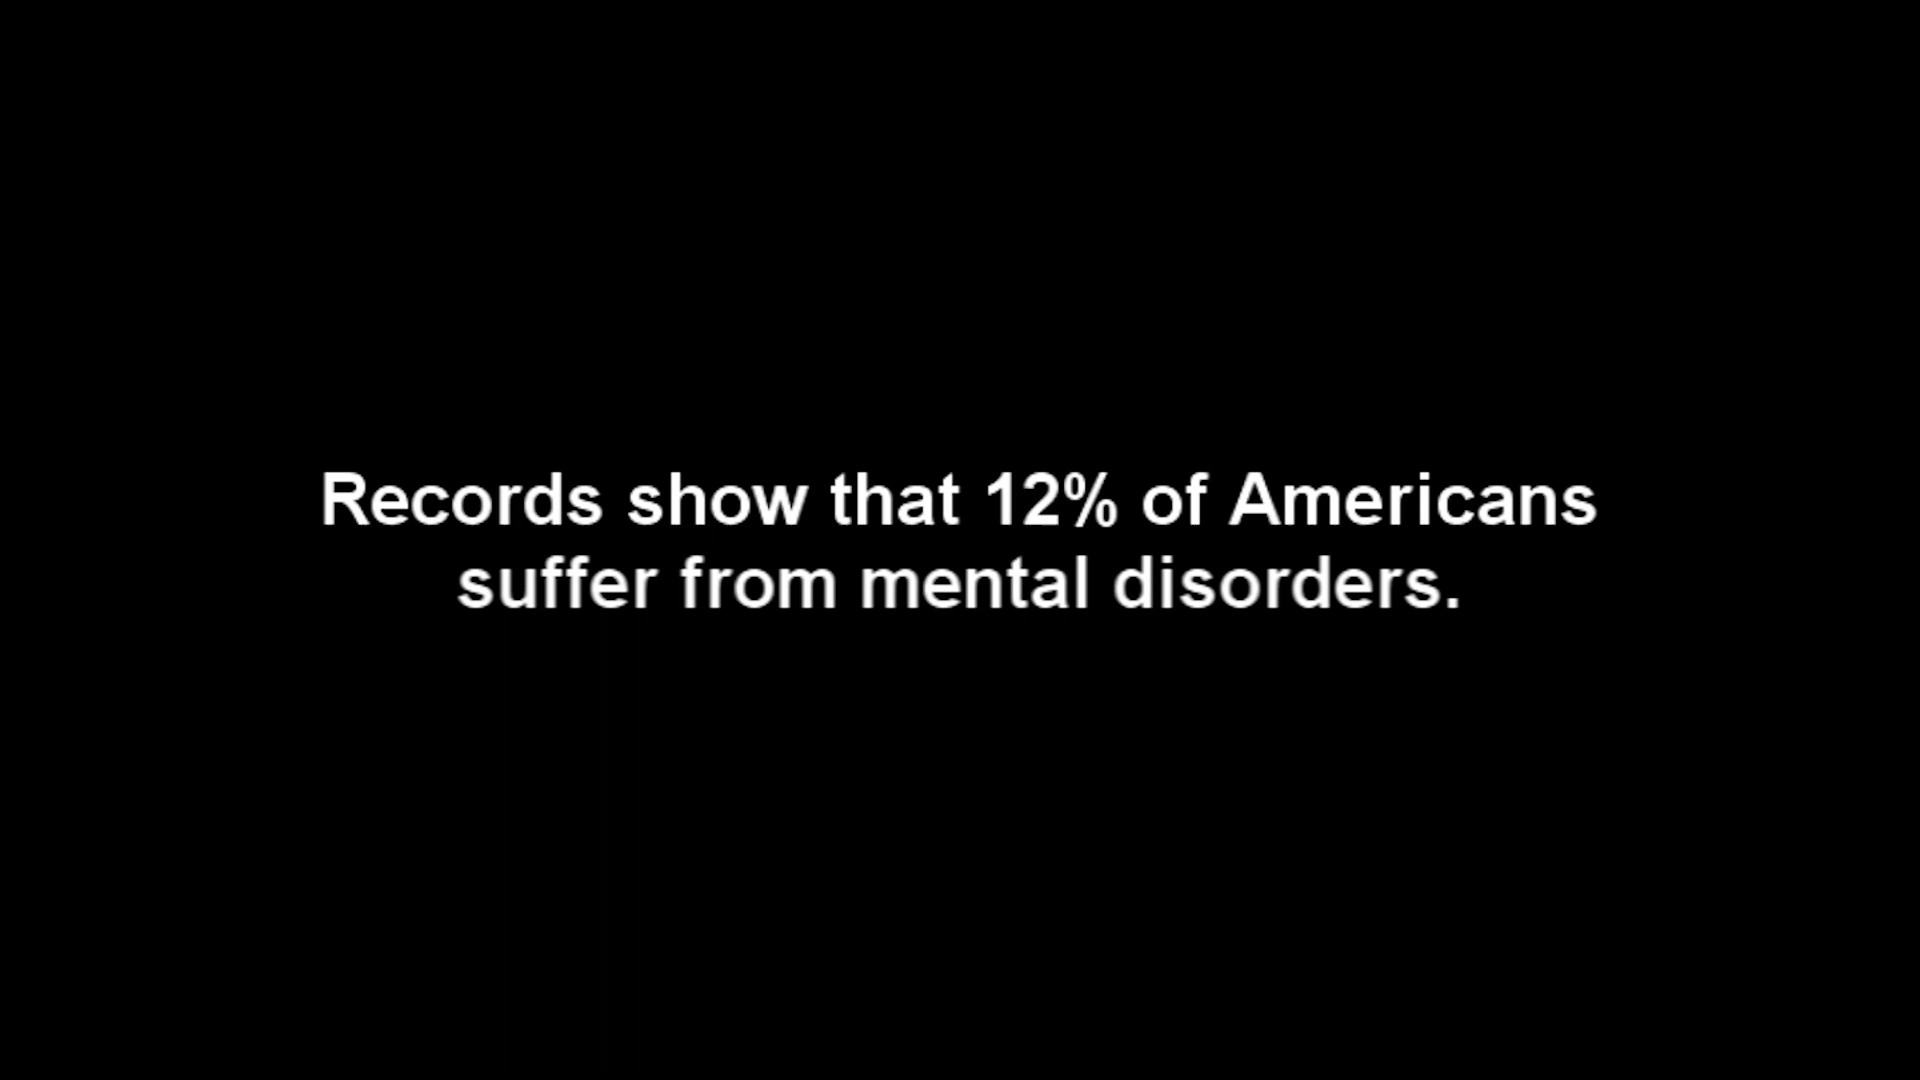 Records show that 12% of Americans
suffer from mental disorders.